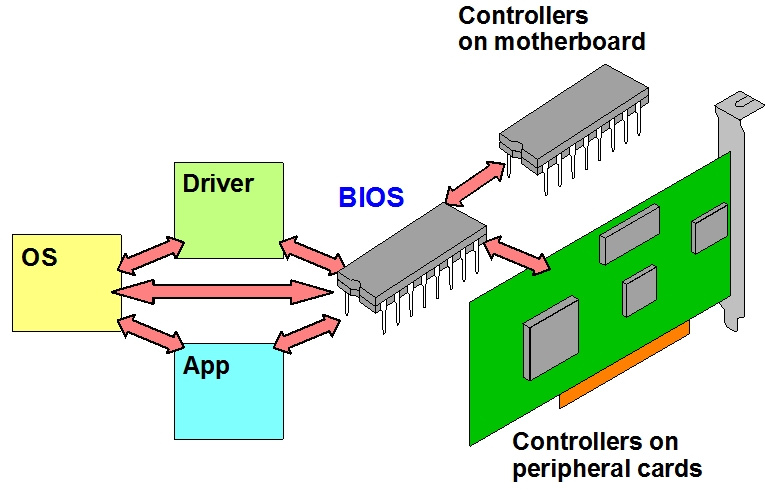 Controllers
on motherboard
Driver
BIOS
OS
App
Controllers on
peripheral cards